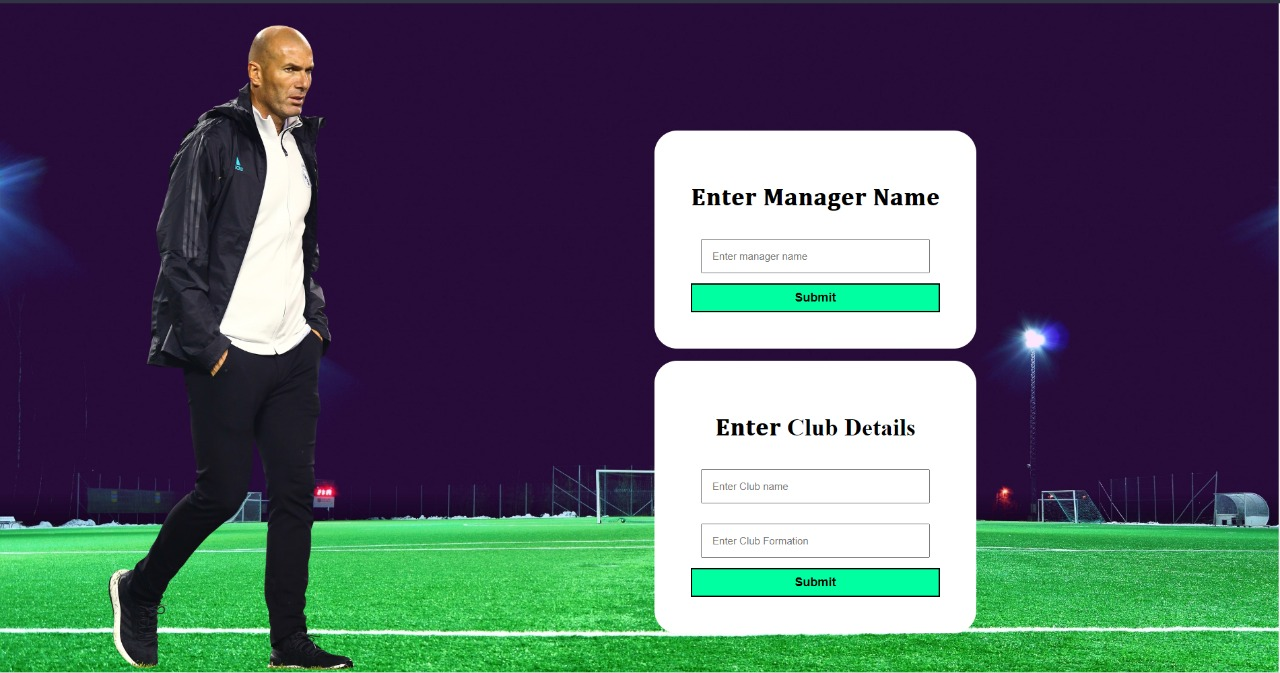 Enter Manager Name
Enter manager name
Submit
Enter Club Details
Enter Club name
Enter Club Formation
Submit